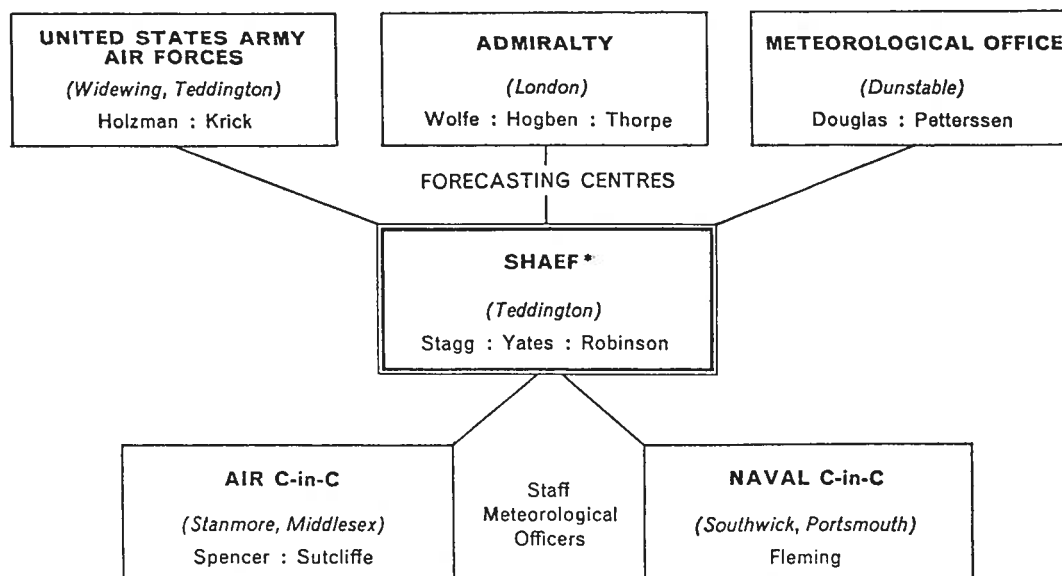 UNITED STATES ARMY
AIR FORCES
(Widewing, Teddington)
Holzman : Krick
ADMIRALTY
(London)
Wolfe : Hogben : Thorpe
METEOROLOGICAL OFFICE
(Dunstable)
Douglas : Petterssen
FORECASTING CENTRES
SHAEF*
(Teddington)
Stagg : Yates : Robinson
AIR C-in-C
(Stanmore, Middlesex)
Spencer : Sutcliffe
Staff
Meteorological
Officers
NAVAL C-in-C
(Southwick, Portsmouth)
Fleming